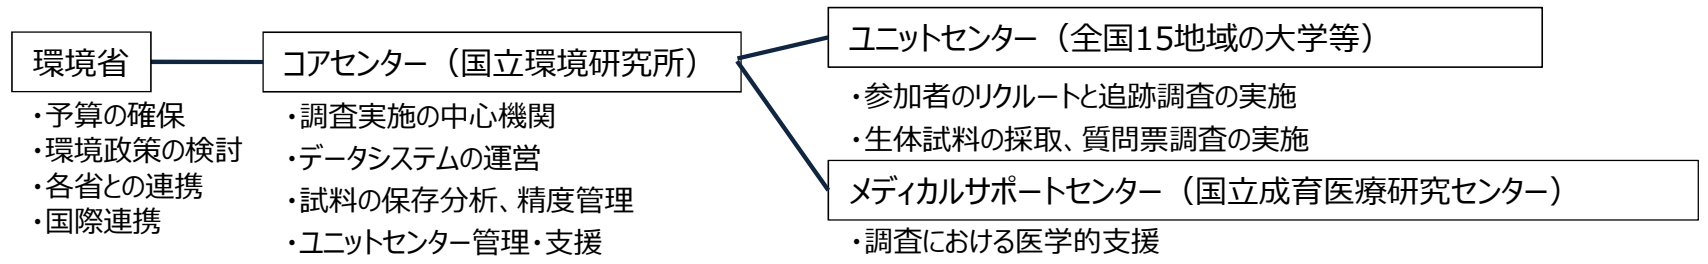 環境省
・予算の確保
・環境政策の検討
・各省との連携
・国際連携
コアセンター（国立環境研究所）
・調査実施の中心機関
・データシステムの運営
・試料の保存分析、精度管理
・ユニットセンター管理・支援
ユニットセンター（全国15地域の大学等）
・参加者のリクルートと追跡調査の実施
・生体試料の採取、質問票調査の実施
メディカルサポートセンター（国立成育医療研究センター）
・調査における医学的支援